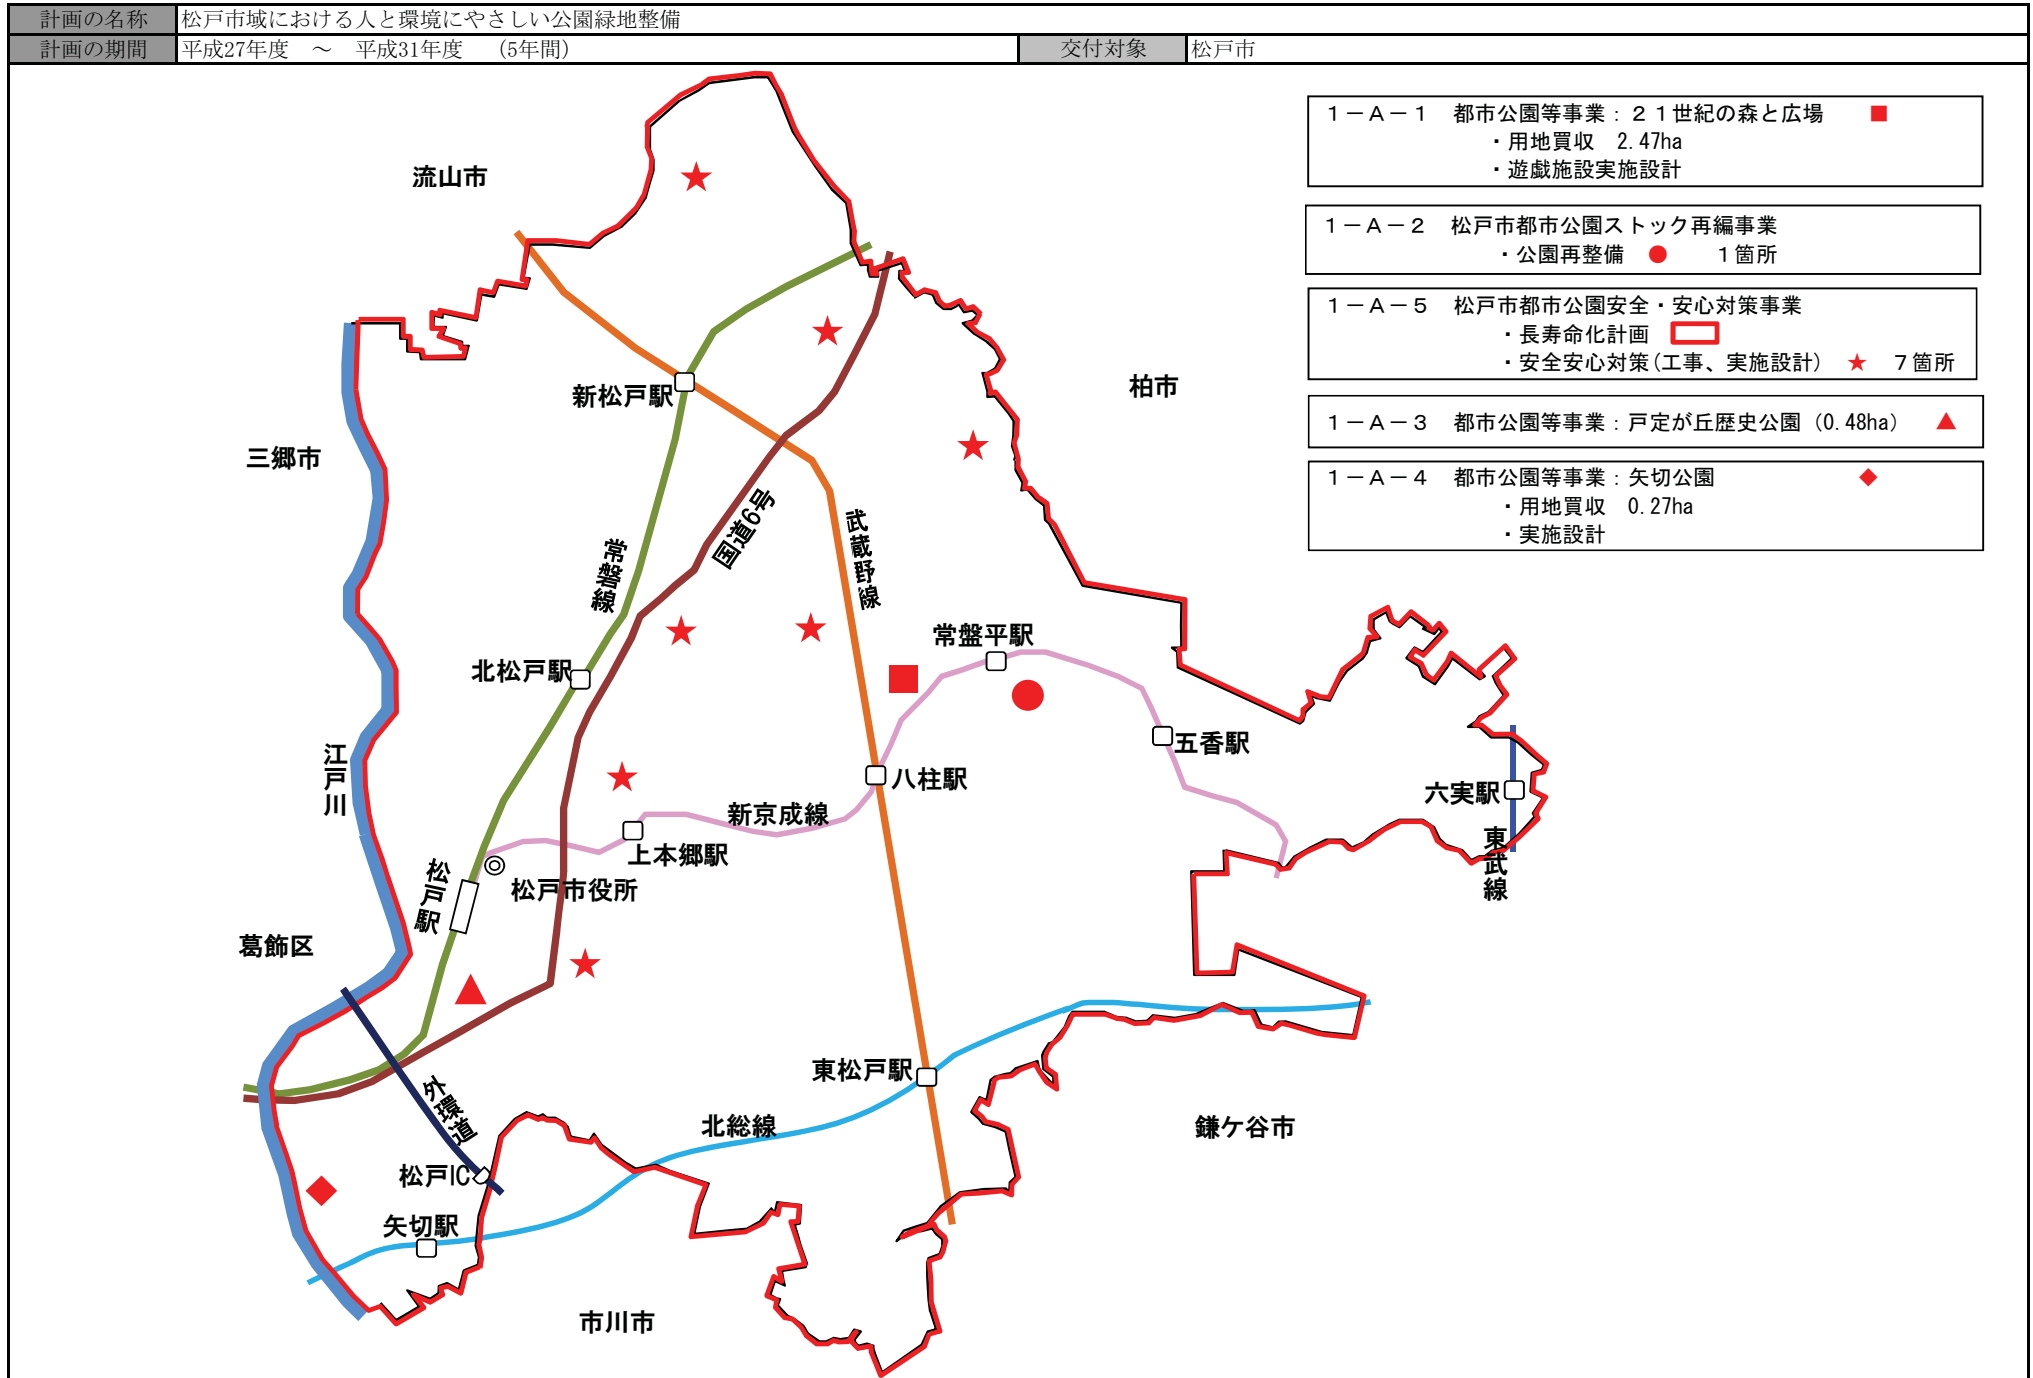 計画の名称 松戸市域における人と環境にやさしい公園緑地整備
計画の期間 平成27年度 ～ 平成31年度 （5年間） 交付対象 松戸市
１－Ａ－１ 都市公園等事業：２１世紀の森と広場 ■
・用地買収 2.47ha
・遊戯施設実施設計
１－Ａ－２ 松戸市都市公園ストック再編事業
・公園再整備 ● １箇所
１－Ａ－５ 松戸市都市公園安全・安心対策事業
・長寿命化計画
・安全安心対策(工事、実施設計) ★ ７箇所
１－Ａ－３ 都市公園等事業：戸定が丘歴史公園（0.48ha） ▲
１－Ａ－４ 都市公園等事業：矢切公園 ◆
・用地買収 0.27ha
・実施設計
流山市
柏市
新松戸駅
三郷市
国道6号
武蔵野線
常磐線
常盤平駅
北松戸駅
五香駅
江戸川
八柱駅
六実駅
新京成線
東武線
上本郷駅
松戸駅
松戸市役所
葛飾区
東松戸駅
外環道
北総線
鎌ケ谷市
松戸IC
矢切駅
市川市